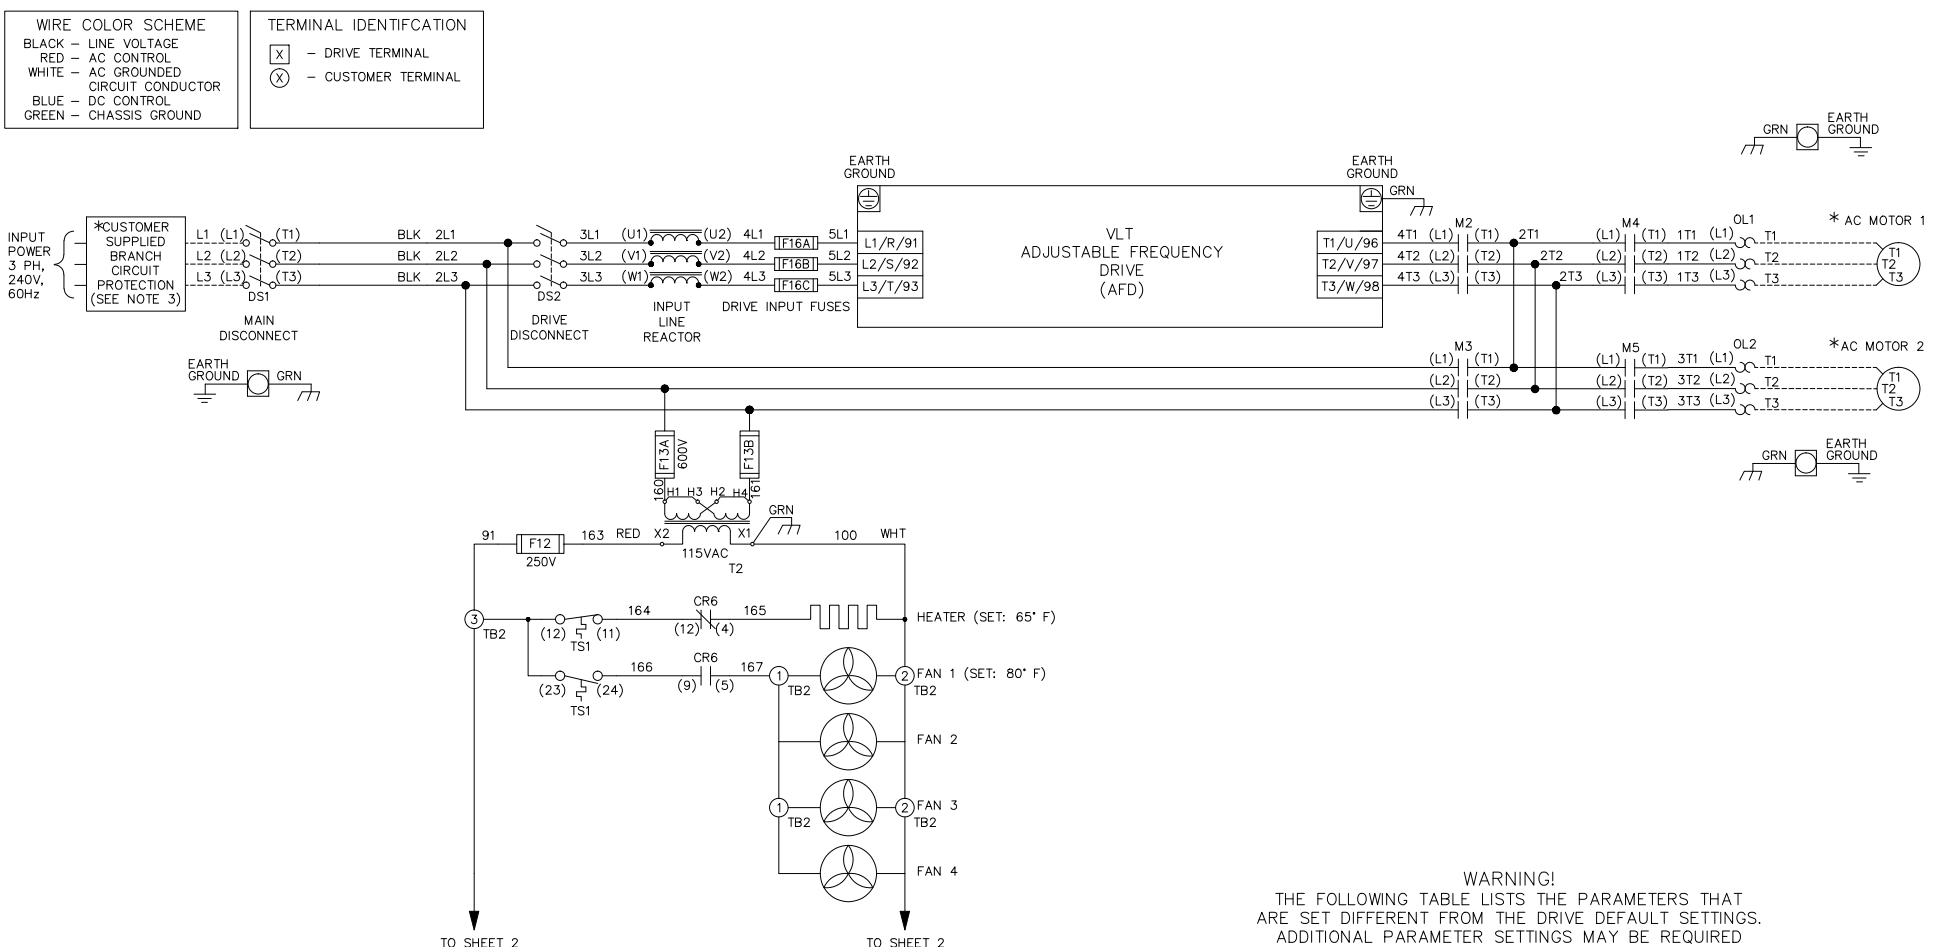 WIRE COLOR SCHEME
BLACK – LINE VOLTAGE
RED – AC CONTROL
WHITE – AC GROUNDED
CIRCUIT CONDUCTOR
BLUE – DC CONTROL
GREEN – CHASSIS GROUND
TERMINAL IDENTIFCATION
X – DRIVE TERMINAL
X – CUSTOMER TERMINAL
GRN
EARTH
GROUND
EARTH
GROUND
EARTH
GROUND
GRN
INPUT
POWER
3 PH,
240V,
60Hz
*CUSTOMER
SUPPLIED
BRANCH
CIRCUIT
PROTECTION
(SEE NOTE 3)
L1 (L1) (T1) BLK 2L1 3L1 (U1) (U2) 4L1 F16A 5L1 L1/R/91
L2 (L2) (T2) BLK 2L2 3L2 (V1) (V2) 4L2 F16B 5L2 L2/S/92
L3 (L3) (T3) BLK 2L3 3L3 (W1) (W2) 4L3 F16C 5L3 L3/T/93
DS1
MAIN
DISCONNECT
DS2
DRIVE
DISCONNECT
INPUT
LINE
REACTOR
DRIVE INPUT FUSES
VLT
ADJUSTABLE FREQUENCY
DRIVE
(AFD)
M2 M4 OL1 * AC MOTOR 1
T1/U/96 4T1 (L1) (T1) 2T1 (L1) (T1) 1T1 (L1) T1 T1
T2/V/97 4T2 (L2) (T2) 2T2 (L2) (T2) 1T2 (L2) T2 T2
T3/W/98 4T3 (L3) (T3) 2T3 (L3) (T3) 1T3 (L3) T3 T3
EARTH
GROUND
GRN
M3 M5 OL2 *AC MOTOR 2
(L1) (T1) (L1) (T1) 3T1 (L1) T1 T1
(L2) (T2) (L2) (T2) 3T2 (L2) T2 T2
(L3) (T3) (L3) (T3) 3T3 (L3) T3 T3
GRN
EARTH
GROUND
F13A
600V
F13B
160
H1 H3 H2 H4
161
GRN
91 F12 163 RED X2 X1 100 WHT
250V
115VAC
T2
3
TB2
164 CR6 165
(12) (11) (12) (4)
TS1
HEATER (SET: 65° F)
166 CR6 167
(23) (24) (9) (5)
TS1
1
TB2
2
TB2
FAN 1 (SET: 80° F)
FAN 2
1
TB2
2
TB2
FAN 3
FAN 4
TO SHEET 2
TO SHEET 2
WARNING!
THE FOLLOWING TABLE LISTS THE PARAMETERS THAT
ARE SET DIFFERENT FROM THE DRIVE DEFAULT SETTINGS.
ADDITIONAL PARAMETER SETTINGS MAY BE REQUIRED